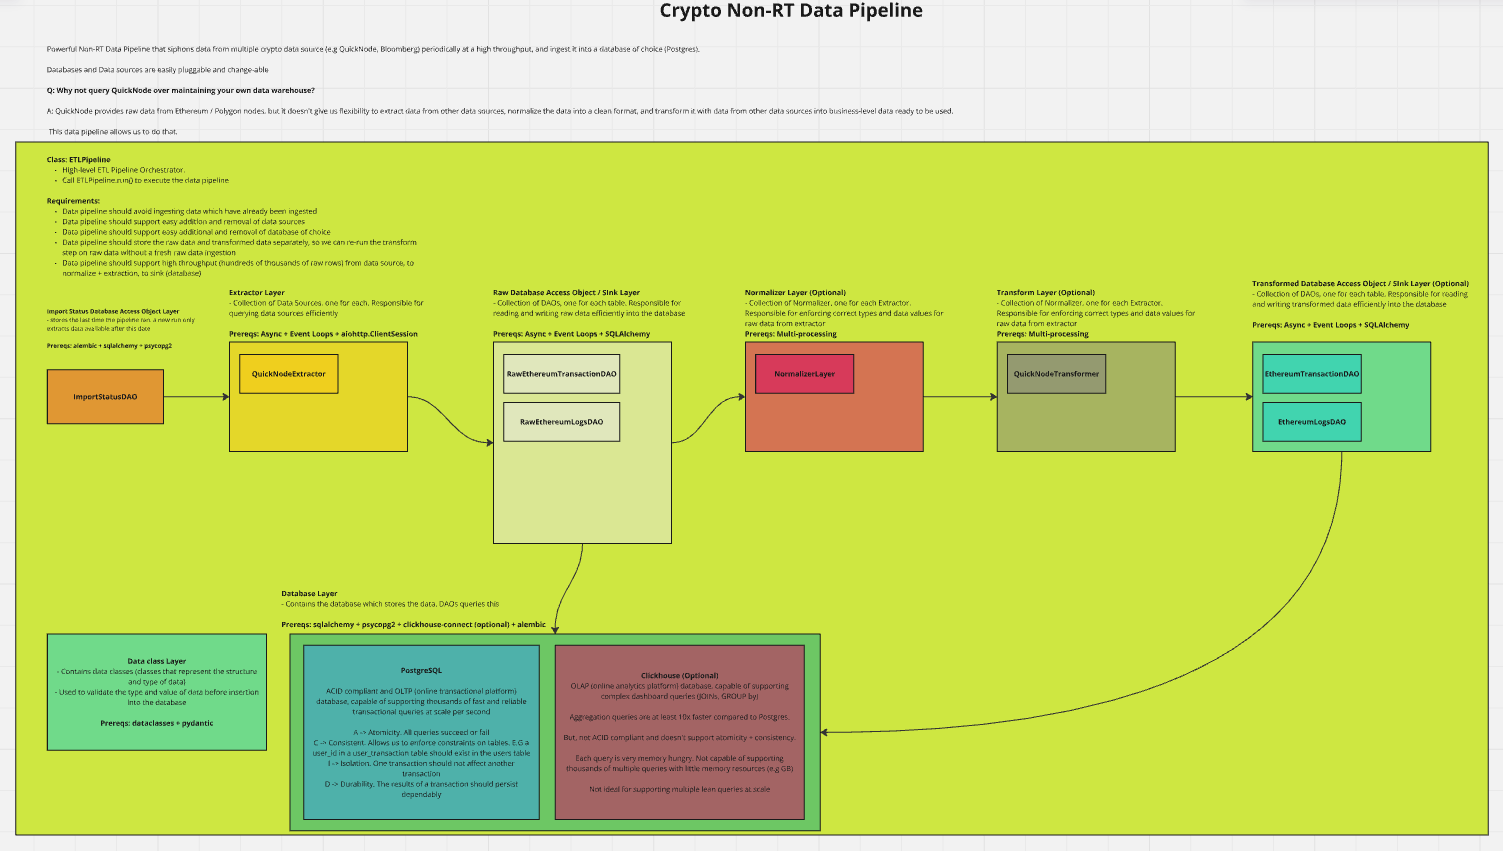 Crypto Non-RT Data Pipeline
Powerful Non-RT Data Pipeline that siphons data from multiple crypto data source (e.g QuickNode, Bloomberg) periodically at a high throughput, and ingest it into a database of choice (Postgres).
Databases and Data sources are easily pluggable and change-able
Q: Why not query QuickNode over maintaining your own data warehouse?
A: QuickNode provides raw data from Ethereum / Polygon nodes, but it doesn't give us flexibility to extract data from other data sources, normalize the data into a clean format, and transform it with data from other data sources into business-level data ready to be used.
This data pipeline allows us to do that.
Class: ETLPipeline
- High-level ETL Pipeline Orchestrator.
- Call ETLPipeline.run() to execute the data pipeline
Requirements:
- Data pipeline should avoid ingesting data which have already been ingested
- Data pipeline should support easy addition and removal of data sources
- Data pipeline should support easy additional and removal of database of choice
- Data pipeline should store the raw data and transformed data separately, so we can re-run the transform
step on raw data without a fresh raw data ingestion
- Data pipeline should support high throughput (hundreds of thousands of raw rows) from data source, to
normalize + extraction, to sink (database)
Import Status Database Access Object Layer
- stores the last time the pipeline ran. a new run only
extracts data available after this date
Prereqs: alembic + sqlalchemy + psycopg2
ImportStatusDAO
Extractor Layer
- Collection of Data Sources, one for each. Responsible for
querying data sources efficiently
Prereqs: Async + Event Loops + aiohttp.ClientSession
QuickNodeExtractor
Raw Database Access Object / Sink Layer
- Collection of DAOs, one for each table. Responsible for
reading and writing raw data efficiently into the database
Prereqs: Async + Event Loops + SQLAlchemy
RawEthereumTransactionDAO
RawEthereumLogsDAO
Normalizer Layer (Optional)
- Collection of Normalizer, one for each Extractor.
Responsible for enforcing correct types and data values for
raw data from extractor
Prereqs: Multi-processing
NormalizerLayer
Transform Layer (Optional)
- Collection of Normalizer, one for each Extractor.
Responsible for enforcing correct types and data values for
raw data from extractor
Prereqs: Multi-processing
QuickNodeTransformer
Transformed Database Access Object / Sink Layer (Optional)
- Collection of DAOs, one for each table. Responsible for reading
and writing transformed data efficiently into the database
Prereqs: Async + Event Loops + SQLAlchemy
EthereumTransactionDAO
EthereumLogsDAO
Database Layer
- Contains the database which stores the data, DAOs queries this
Prereqs: sqlalchemy + psycopg2 + clickhouse-connect (optional) + alembic
Data class Layer
- Contains data classes (classes that represent the structure
and type of data)
- Used to validate the type and value of data before insertion
into the database
Prereqs: dataclasses + pydantic
PostgreSQL
ACID compliant and OLTP (online transactional platform)
database, capable of supporting thousands of fast and reliable
transactional queries at scale per second
A -> Atomicity. All queries succeed or fail
C -> Consistent. Allows us to enforce constraints on tables. E.G a
user_id in a user_transaction table should exist in the users table
I -> Isolation. One transaction should not affect another
transaction
D -> Durability. The results of a transaction should persist
dependably
Clickhouse (Optional)
OLAP (online analytics platform) database, capable of supporting
complex dashboard queries (JOINs, GROUP by)
Aggregation queries are at least 10x faster compared to Postgres.
But, not ACID compliant and doesn't support atomicity + consistency.
Each query is very memory hungry. Not capable of supporting
thousands of multiple queries with little memory resources (e.g GB)
Not ideal for supporting multiple lean queries at scale